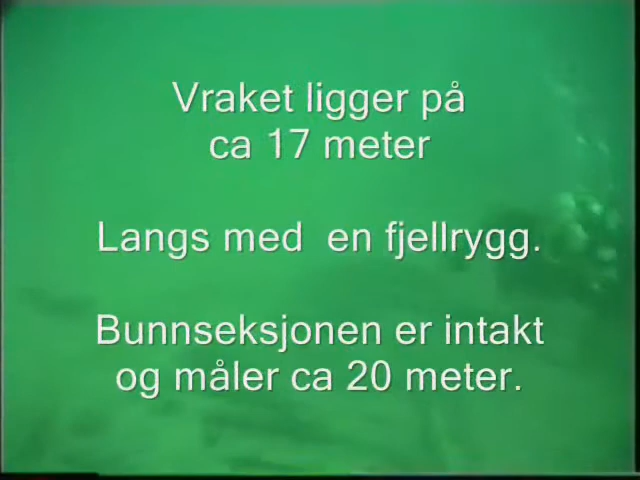 Vraket ligger på
ca 17 meter
Langs med  en fjellrygg.
Bunnseksjonen er intakt
og måler ca 20 meter.